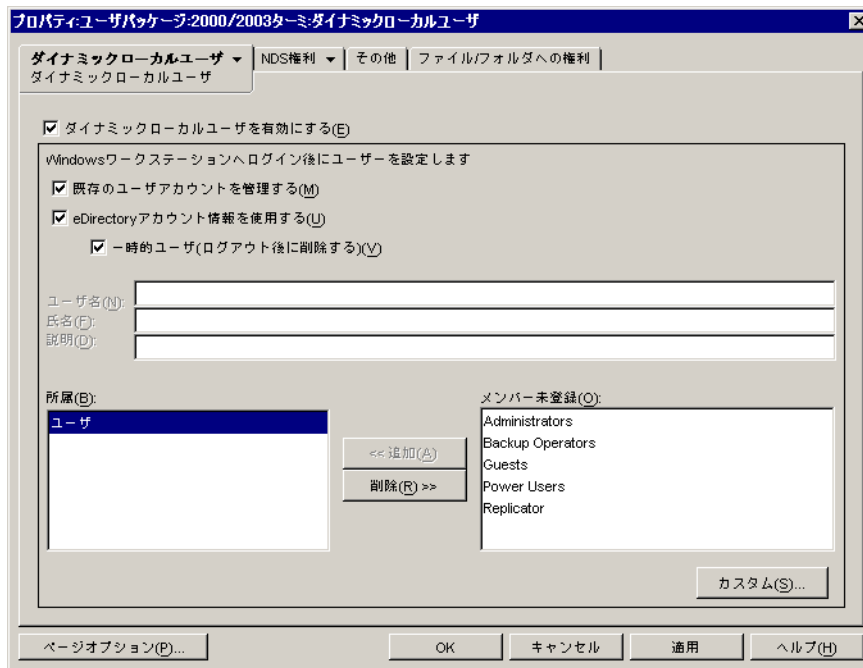 プロパティ:ユーザパッケージ:2000/2003ターミ:ダイナミックローカルユーザ
ダイナミックローカルユーザ NDS権利 その他 ファイル/フォルダへの権利
ダイナミックローカルユーザ
ダイナミックローカルユーザを有効にする(E)
Windowsワークステーションへログイン後にユーザーを設定します
既存のユーザアカウントを管理する(M)
eDirectoryアカウント情報を使用する(U)
一時的ユーザ(ログアウト後に削除する)(V)
ユーザ名(N):
氏名(F):
説明(D):
所属(B): メンバー未登録(O):
ユーザ
Administrators
Backup Operators
Guests
Power Users
Replicator
<< 追加(A)
削除(R) >>
カスタム(S)...
ページオプション(P)... OK キャンセル 適用 ヘルプ(H)